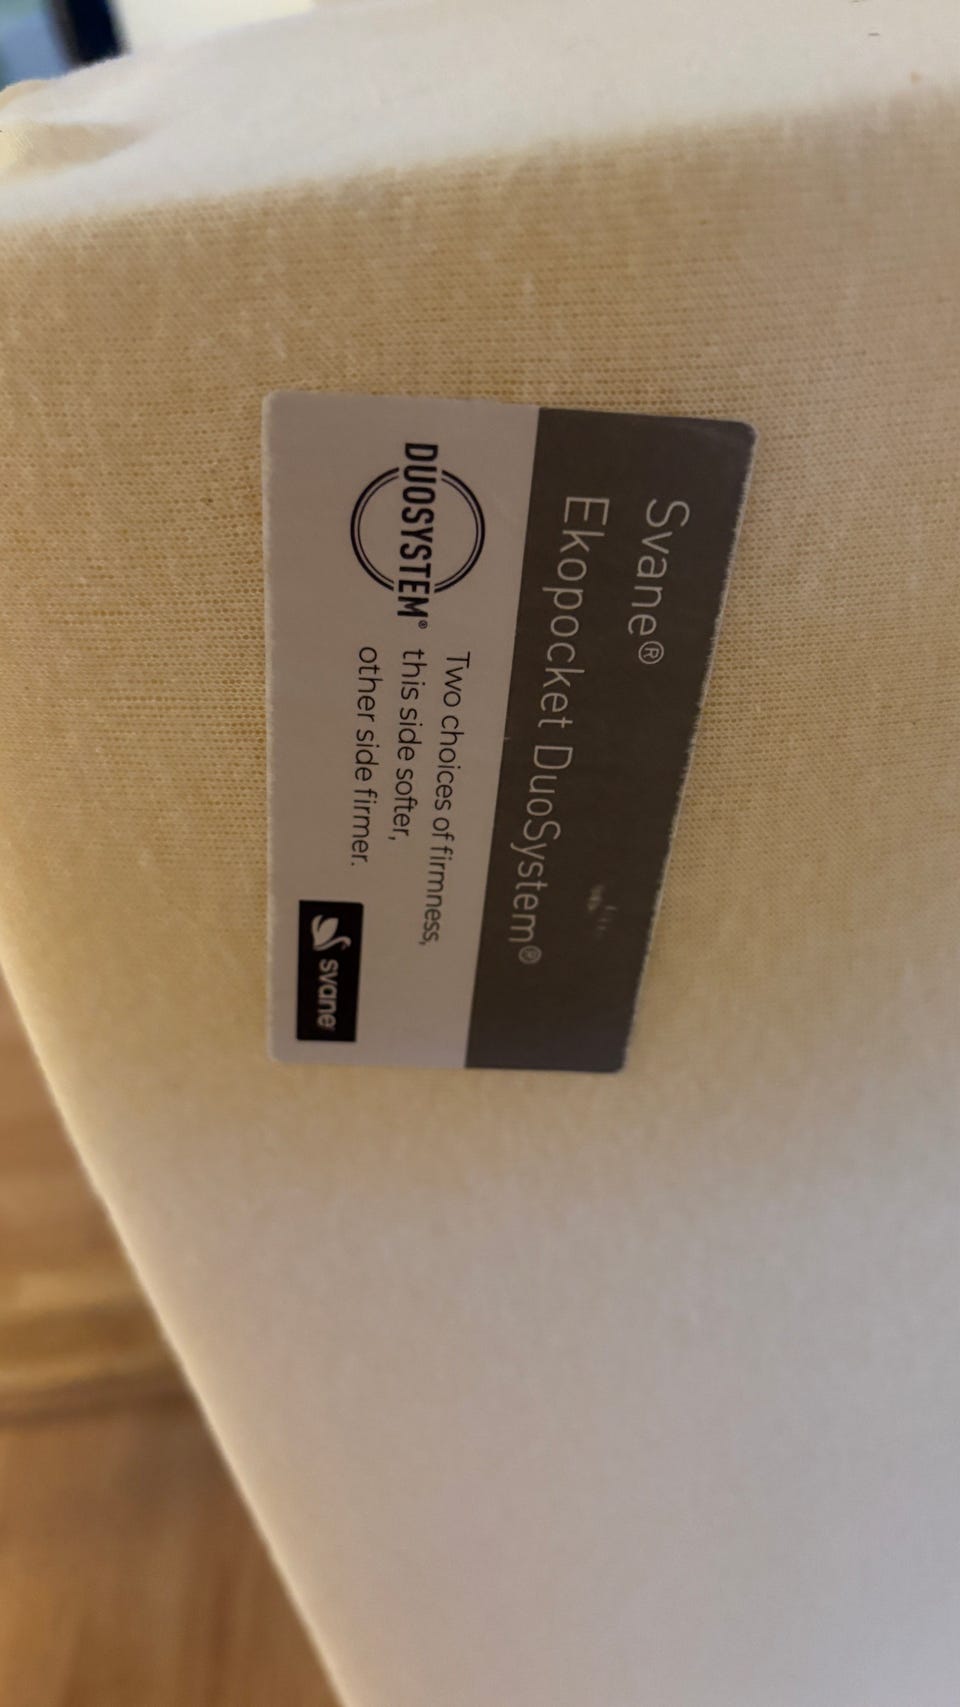 Svane®
Ekopocket DuoSystem®
DUOSYSTEM®
Two choices of firmness,
this side softer,
other side firmer.
svane